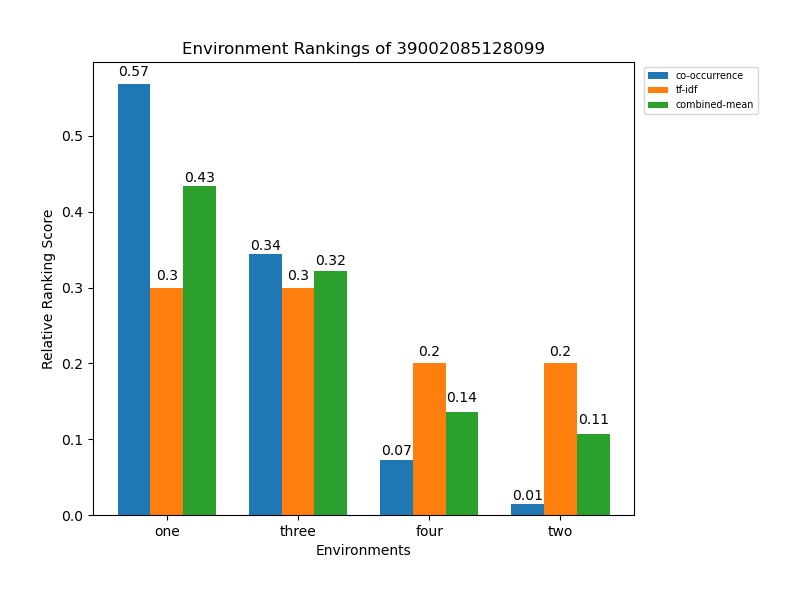 Environment Rankings of 39002085128099
co-occurrence
tf-idf
combined-mean
Relative Ranking Score
0.5
0.4
0.3
0.2
0.1
0.0
0.57
0.3
0.43
0.34
0.3
0.32
0.07
0.2
0.14
0.01
0.2
0.11
one three four two
Environments